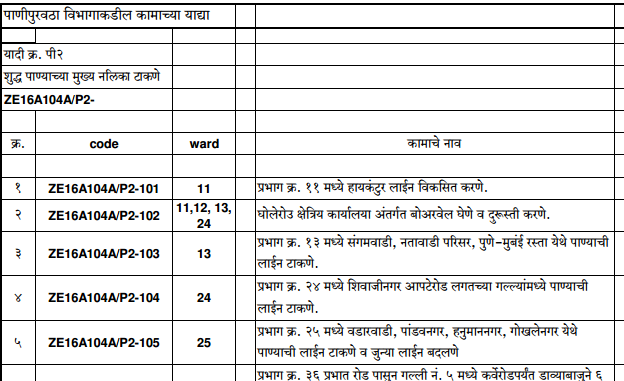 पाणीपुरवठा विभागाकडील कामाच्या याद्या
यादी क्र. पी२
शुद्ध पाण्याच्या मुख्य नलिका टाकणे
ZE16A104A/P2-
क्र. code ward कामाचे नाव
१ ZE16A104A/P2-101 11 प्रभाग क्र. ११ मध्ये हायकंटुर लाईन विकसित करणे.
२ ZE16A104A/P2-102 11,12, 13, 24 घोलेरोउ क्षेत्रिय कार्यालया अंतर्गत बोअरवेल घेणे व दुरूस्ती करणे.
३ ZE16A104A/P2-103 13 प्रभाग क्र. १३ मध्ये संगमवाडी, नतावाडी परिसर, पुणे-मुबंई रस्ता येथे पाण्याची
लाईन टाकणे.
४ ZE16A104A/P2-104 24 प्रभाग क्र. २४ मध्ये शिवाजीनगर आपटेरोड लगतच्या गल्ल्यांमध्ये पाण्याची
लाईन टाकणे.
५ ZE16A104A/P2-105 25 प्रभाग क्र. २५ मध्ये वडारवाडी, पांडवनगर, हनुमाननगर, गोखलेनगर येथे
पाण्याची लाईन टाकणे व जुन्या लाईन बदलणे
प्रभाग क्र. ३६ प्रभात रोड पासून गल्ली नं. ५ मध्ये कर्वेरोडपर्यंत डाव्याबाजूने ६